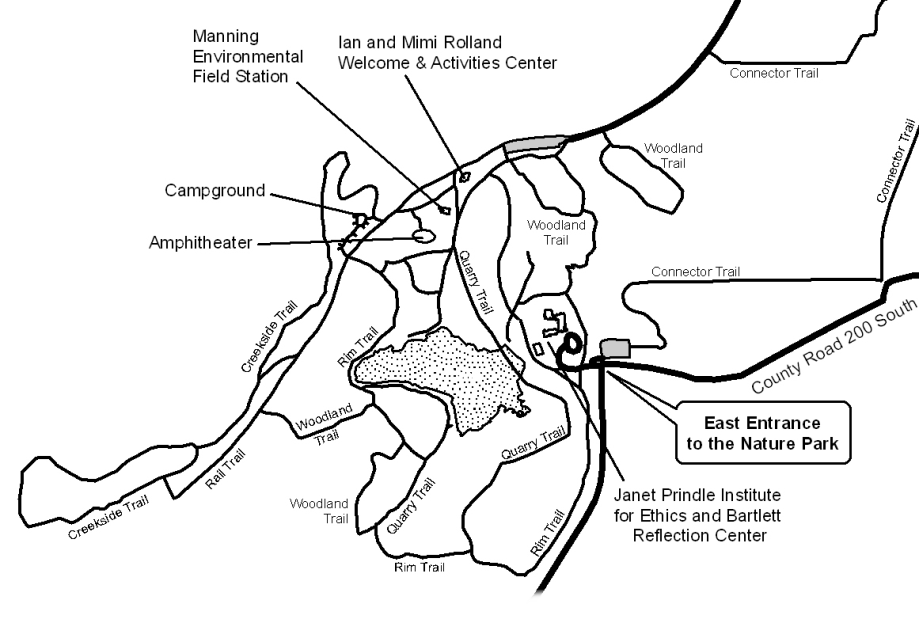 Manning
Environmental
Field Station
Ian and Mimi Rolland
Welcome & Activities Center
Connector Trail
Woodland
Trail
Connector Trail
Campground
Amphitheater
Woodland
Trail
Quarry Trail
Connector Trail
Creekside Trail
Rim Trail
County Road 200 South
East Entrance
to the Nature Park
Woodland
Trail
Quarry Trail
Rail Trail
Woodland
Trail
Quarry Trail
Creekside Trail
Janet Prindle Institute
for Ethics and Bartlett
Reflection Center
Rim Trail
Rim Trail